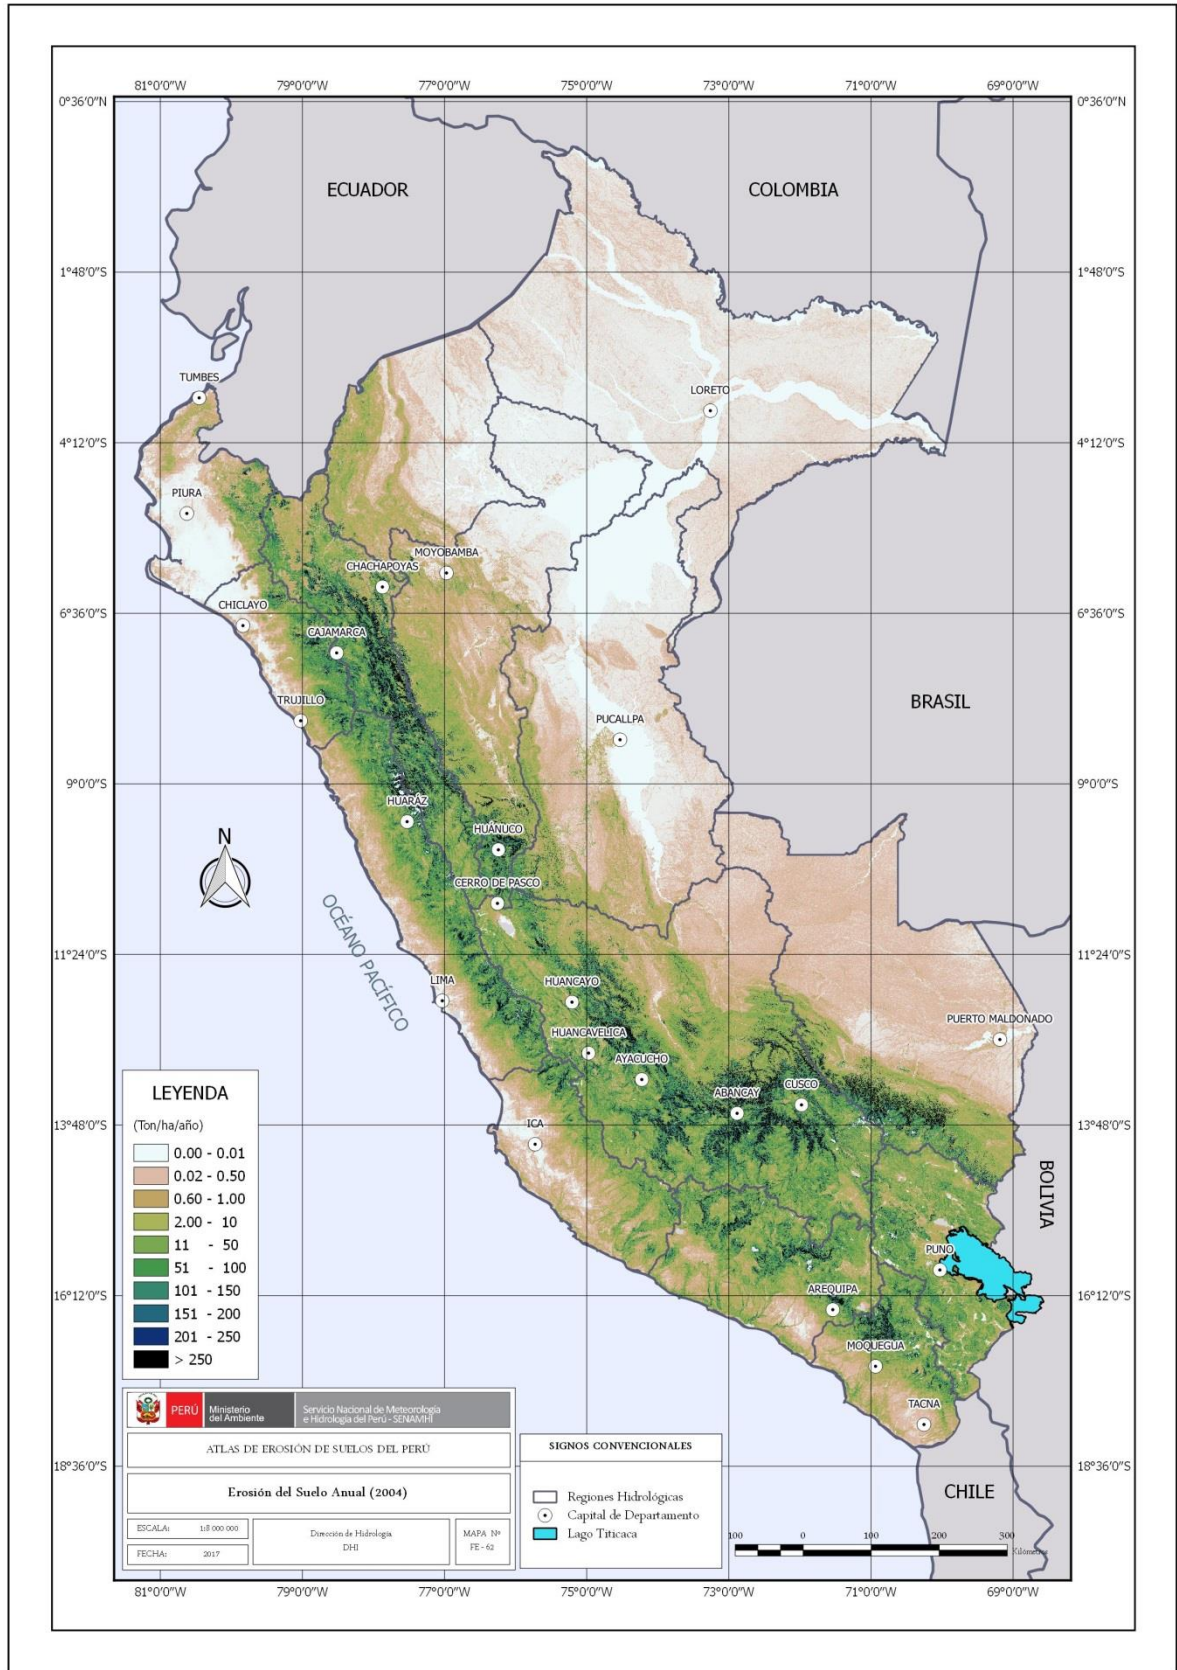 81°0'0"W 79°0'0"W 77°0'0"W 75°0'0"W 73°0'0"W 71°0'0"W 69°0'0"W
0°36'0"N 0°36'0"N
ECUADOR
COLOMBIA
1°48'0"S 1°48'0"S
TUMBES
LORETO
4°12'0"S 4°12'0"S
PIURA
MOYOBAMBA
CHACHAPOYAS
6°36'0"S 6°36'0"S
CHICLAYO
CAJAMARCA
TRUJILLO
BRASIL
PUCALLPA
9°0'0"S 9°0'0"S
HUARÁZ
N
HUÁNUCO
CERRO DE PASCO
OCÉANO PACÍFICO
11°24'0"S 11°24'0"S
LIMA
HUANCAYO
PUERTO MALDONADO
HUANCAVELICA
AYACUCHO
ABANCAY
CUSCO
ICA
13°48'0"S 13°48'0"S
BOLIVIA
PUNO
AREQUIPA
16°12'0"S 16°12'0"S
MOQUEGUA
TACNA
18°36'0"S 18°36'0"S
CHILE
LEYENDA
(Ton/ha/año)
0.00 - 0.01
0.02 - 0.50
0.60 - 1.00
2.00 - 10
11 - 50
51 - 100
101 - 150
151 - 200
201 - 250
> 250
PERÚ
Ministerio
del Ambiente
Servicio Nacional de Meteorología
e Hidrología del Perú - SENAMHI
ATLAS DE EROSIÓN DE SUELOS DEL PERÚ
Erosión del Suelo Anual (2004)
ESCALA: 1:8 000 000
FECHA: 2017
Dirección de Hidrología
DHI
MAPA Nº
FE - 62
SIGNOS CONVENCIONALES
Regiones Hidrológicas
Capital de Departamento
Lago Titicaca
100 0 100 200 300
Kilómetros
81°0'0"W 79°0'0"W 77°0'0"W 75°0'0"W 73°0'0"W 71°0'0"W 69°0'0"W